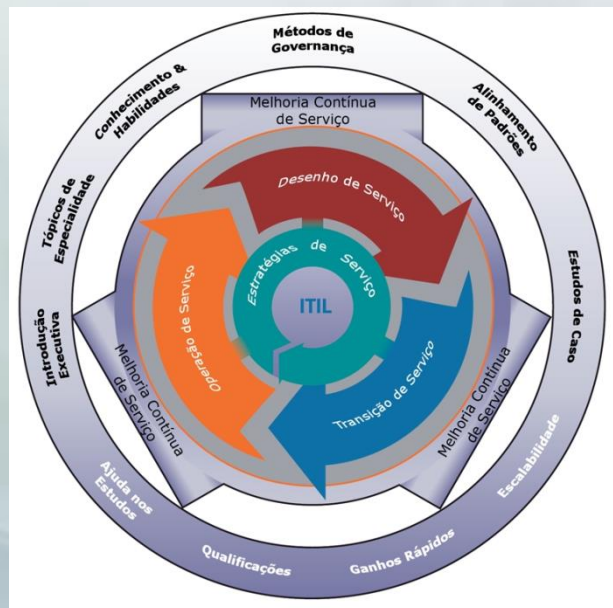 Métodos de
Governança
Alinhamento
de Padrões
Estudos de Caso
Escalabilidade
Ganhos Rápidos
Qualificações
Ajuda nos
Estudos
Introdução
Executiva
Tópicos de
Especialidade
Conhecimento &
Habilidades
Melhoria Contínua
de Serviço
Melhoria Contínua
de Serviço
Melhoria Contínua
de Serviço
Desenho de Serviço
Transição de Serviço
Operação de Serviço
Estratégias de Serviço
ITIL